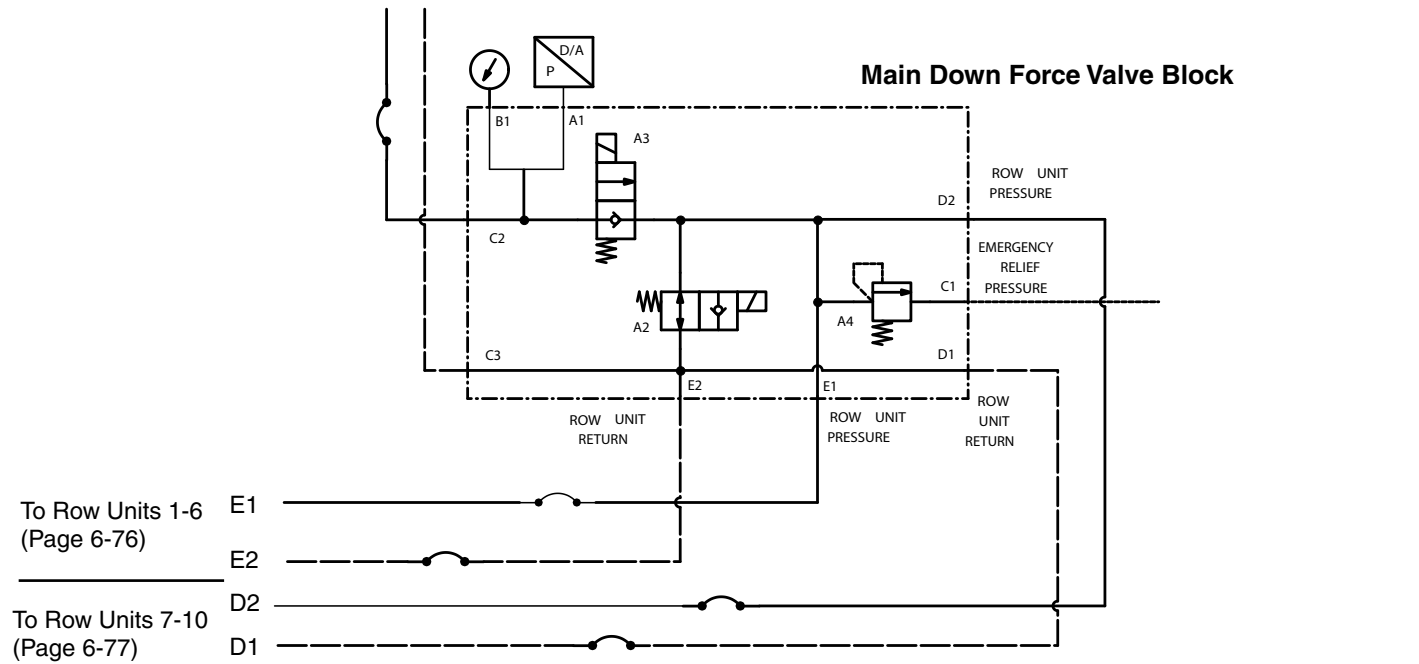 D/A
P
Main Down Force Valve Block
B1
A1
A3
ROW UNIT
PRESSURE
D2
C2
EMERGENCY
RELIEF
PRESSURE
C1
A2
A4
C3
D1
E2
E1
ROW
UNIT
RETURN
ROW UNIT
RETURN
ROW UNIT
PRESSURE
To Row Units 1-6
(Page 6-76)
E1
E2
To Row Units 7-10
(Page 6-77)
D2
D1